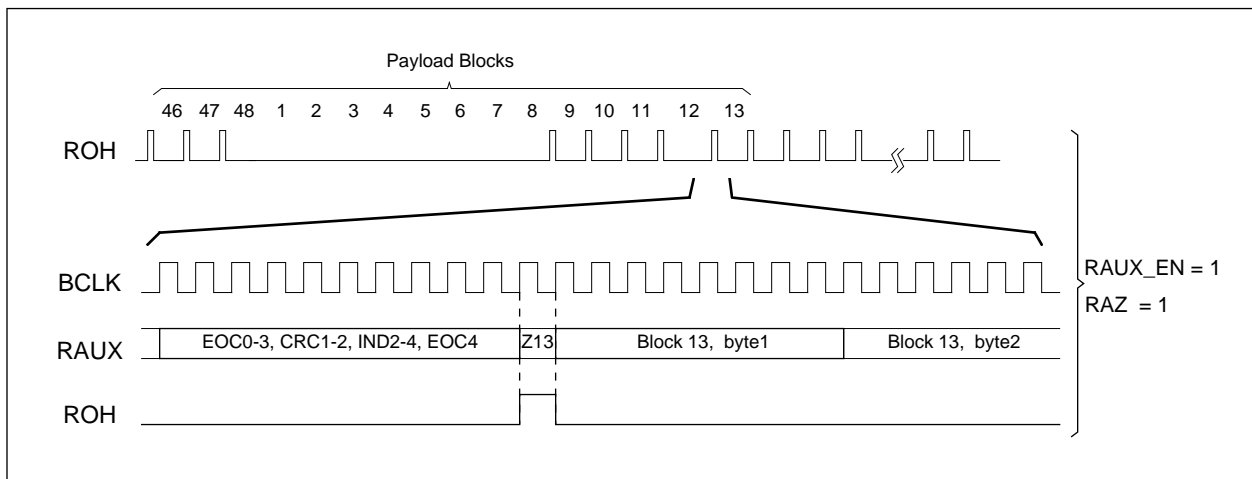 Payload Blocks
46 47 48 1 2 3 4 5 6 7 8 9 10 11 12 13
ROH
BCLK
RAUX EOC0-3, CRC1-2, IND2-4, EOC4 Z13 Block 13, byte1 Block 13, byte2
ROH
RAUX_EN = 1
RAZ = 1